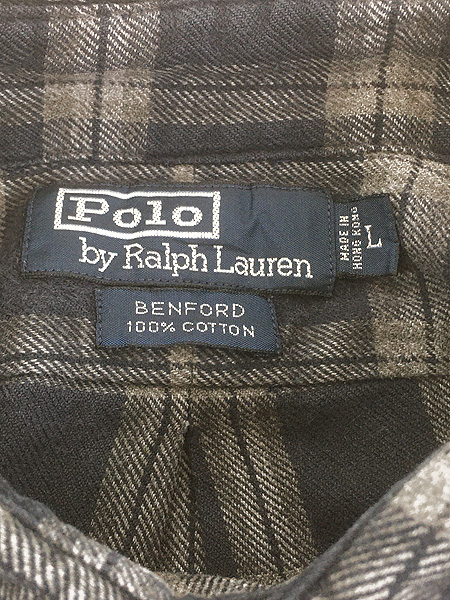 Polo
by Ralph Lauren
MADE IN
HONG KONG
L
BENFORD
100% COTTON